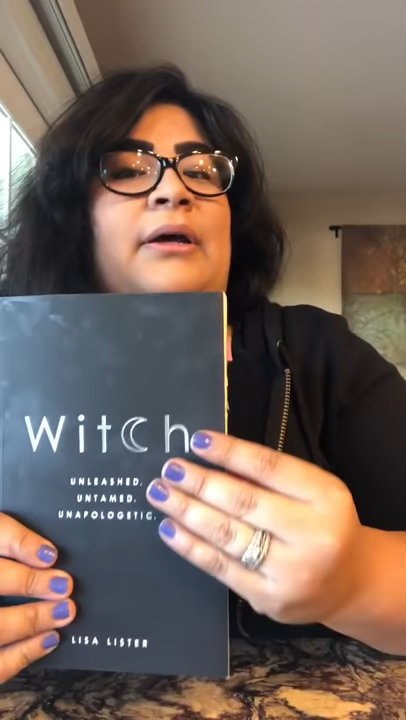 Witch
UNLEASHED.
UNTAMED.
UNAPOLOGETIC.
LISA LISTER